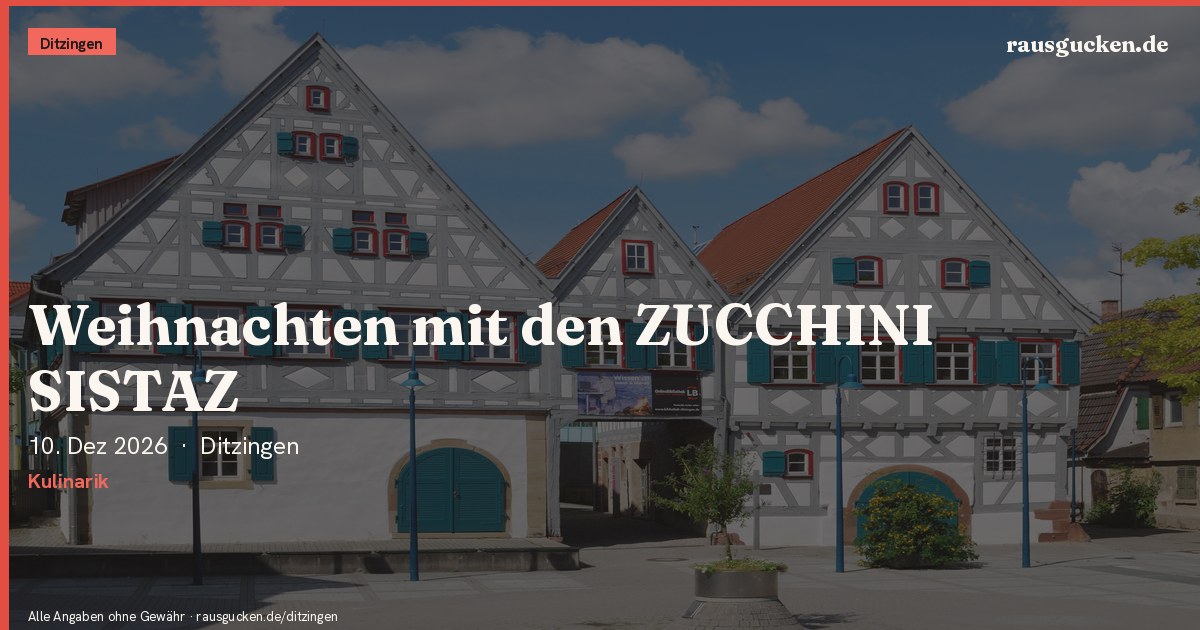 Ditzingen
rausgucken.de
Weihnachten mit den ZUCCHINI
SISTAZ
10. Dez 2026 · Ditzingen
Kulinarik
Alle Angaben ohne Gewähr · rausgucken.de/ditzingen